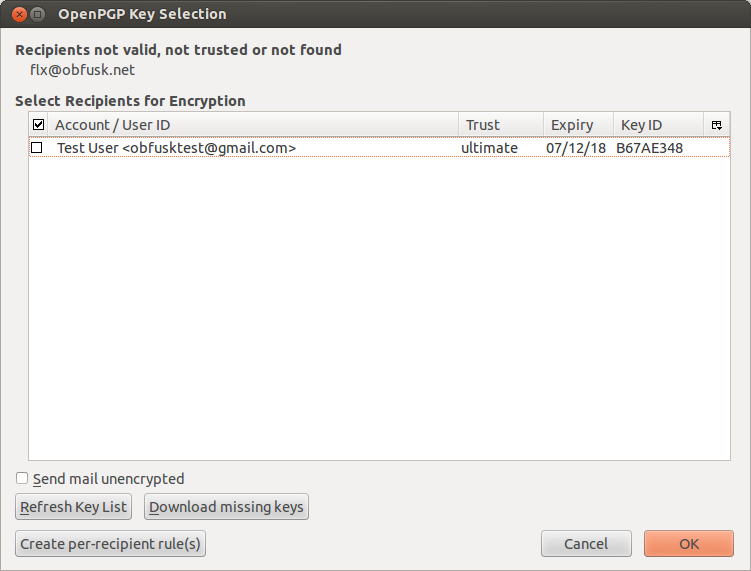 OpenPGP Key Selection
Recipients not valid, not trusted or not found
flx@obfusk.net
Select Recipients for Encryption
Account / User ID Trust Expiry Key ID
Test User <obfusktest@gmail.com> ultimate 07/12/18 B67AE348
Send mail unencrypted
Refresh Key List Download missing keys
Create per-recipient rule(s) Cancel OK